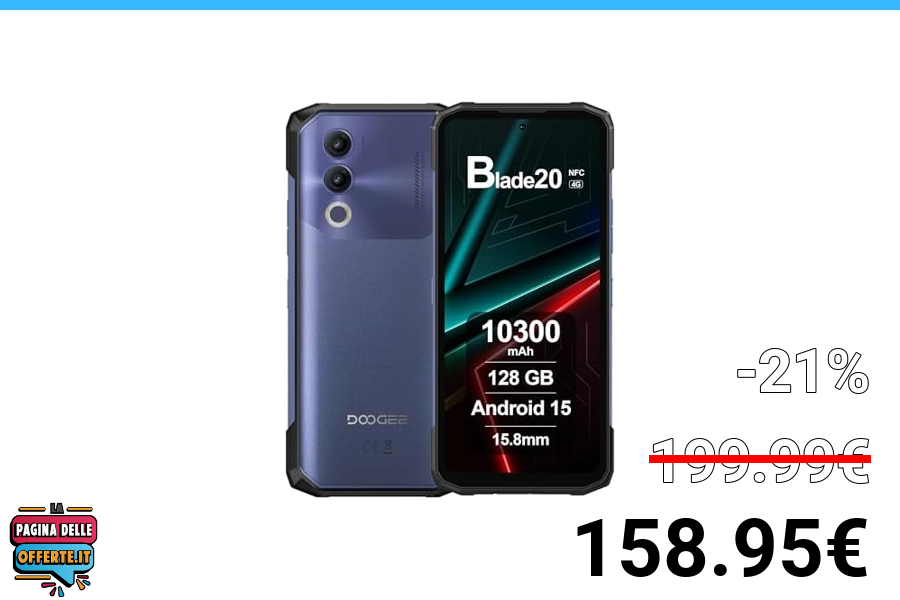 Blade20 NFC 4G
10300
mAh
128 GB
Android 15
15.8mm
DOOGEE
-21%
199.99€
158.95€
LA
PAGINA DELLE
OFFERTE.IT